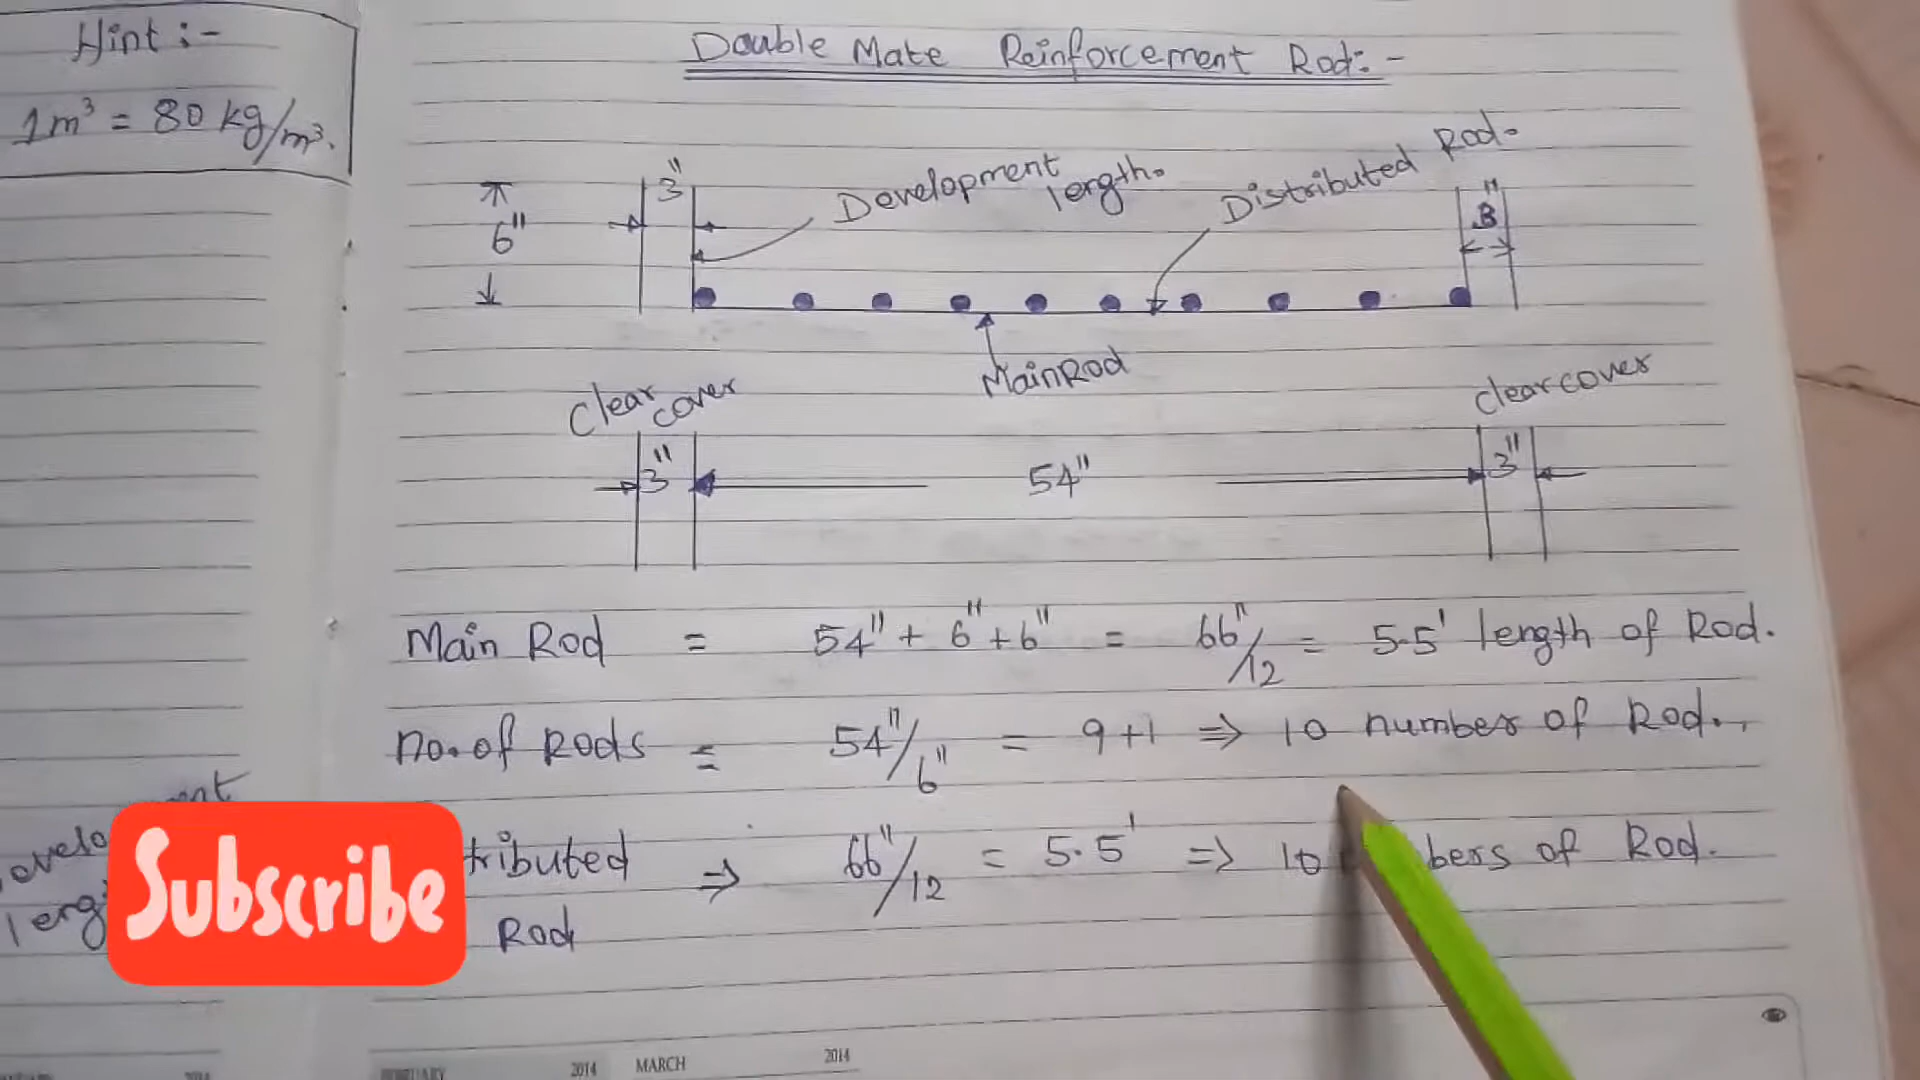 Hint :-
1m³ = 80 kg/m³.
Double Mate Reinforcement Rod:-
6"
3"
Development length.
Distributed Rod.
3"
Main Rod
Clear cover
clear cover
3"
54"
3"
Main Rod = 54" + 6" + 6" = 66"/12 = 5.5' length of Rod.
no. of Rods = 54"/6" = 9+1 ⇒ 10 number of Rod.
tributed Rod ⇒ 66"/12 = 5.5' ⇒ 10 bers of Rod.
Subscribe
FEBRUARY 2014 MARCH 2014